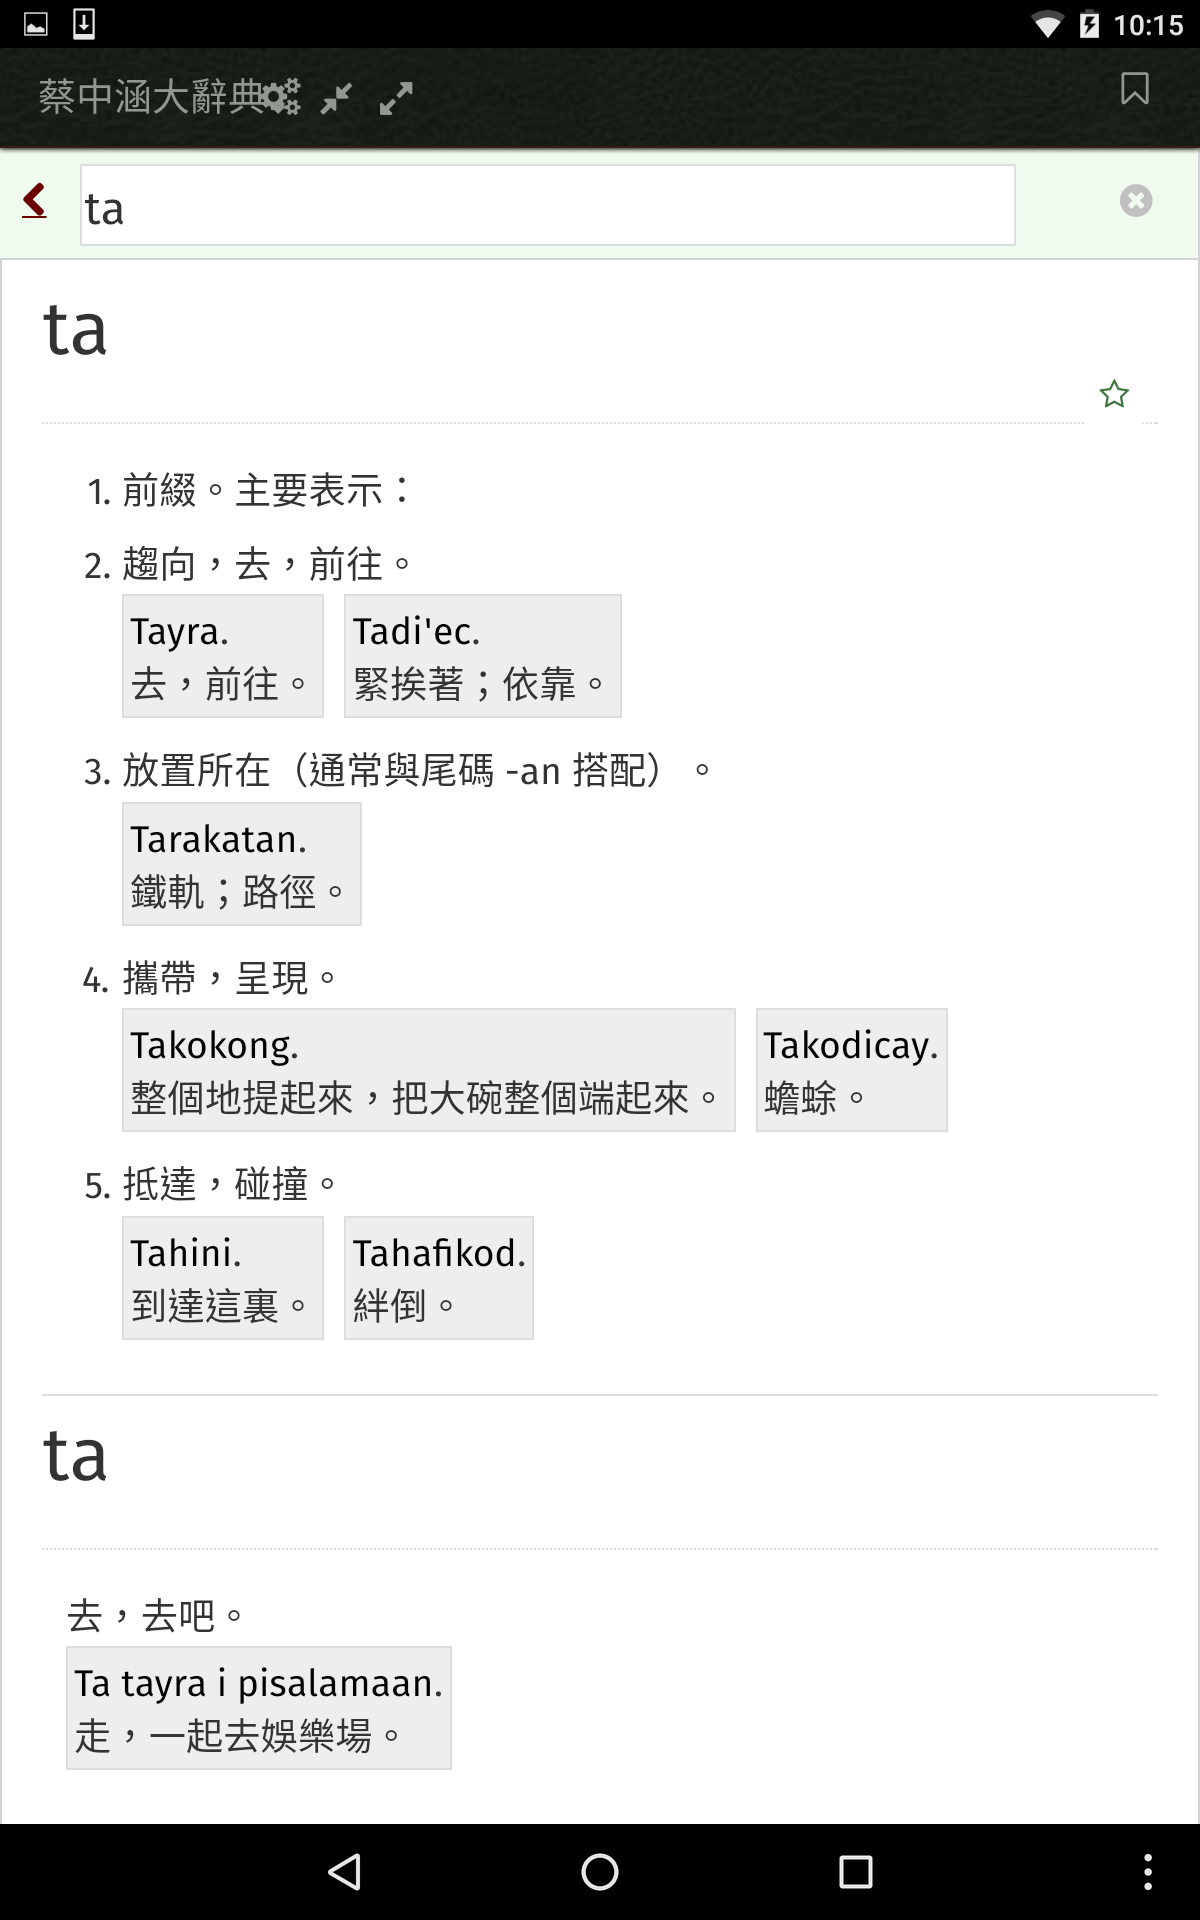 10:15
蔡中涵大辭典
ta
ta
1. 前綴。主要表示：
2. 趨向，去，前往。
Tayra.
去，前往。
Tadi'ec.
緊挨著；依靠。
3. 放置所在（通常與尾碼 -an 搭配）。
Tarakatan.
鐵軌；路徑。
4. 攜帶，呈現。
Takokong.
整個地提起來，把大碗整個端起來。
Takodicay.
蟾蜍。
5. 抵達，碰撞。
Tahini.
到達這裏。
Tahafikod.
絆倒。
ta
去，去吧。
Ta tayra i pisalamaan.
走，一起去娛樂場。